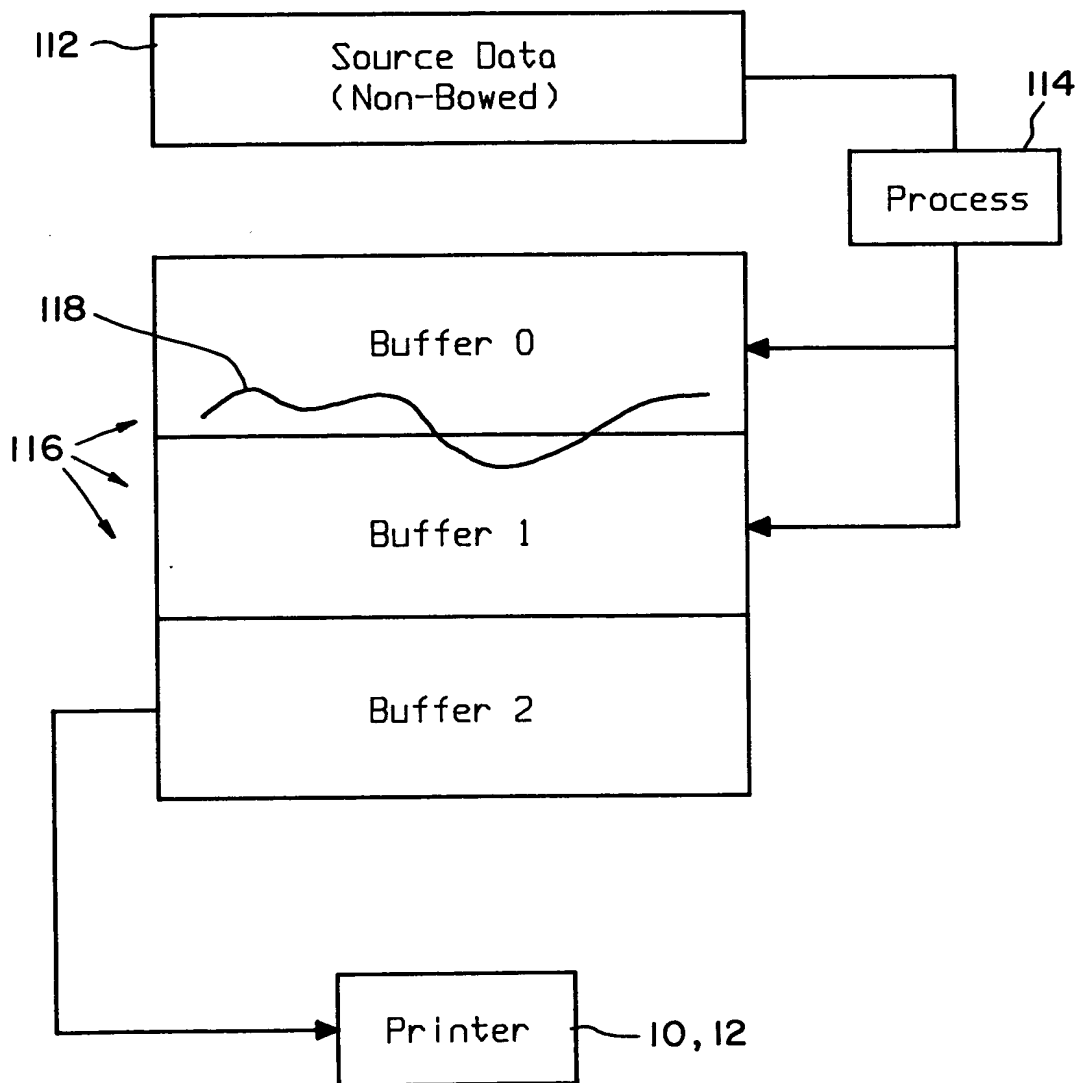 112
Source Data
(Non-Bowed)
114
Process
118
Buffer 0
116
Buffer 1
Buffer 2
Printer
10, 12